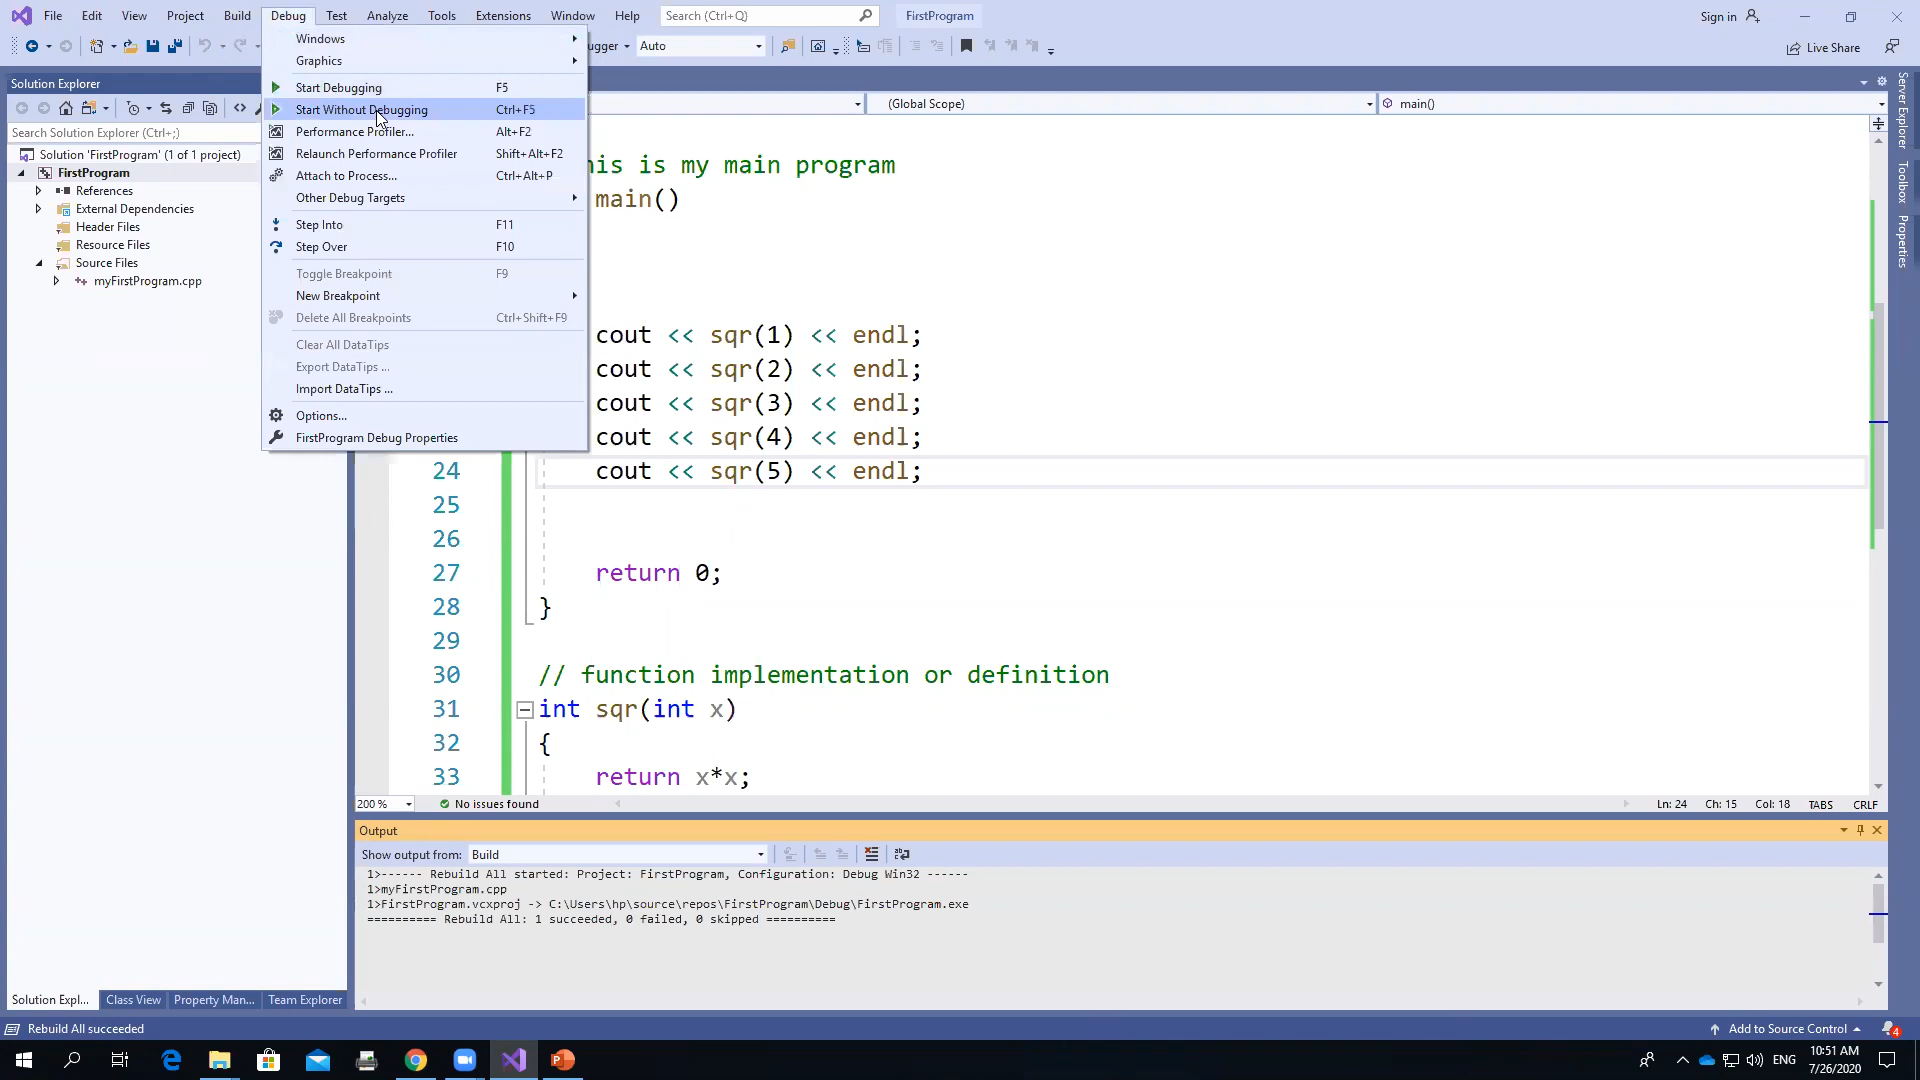 File Edit View Project Build Debug Test Analyze Tools Extensions Window Help Search (Ctrl+Q) FirstProgram Sign in
Auto Live Share
Windows
Graphics
Start Debugging F5
Start Without Debugging Ctrl+F5
Performance Profiler... Alt+F2
Relaunch Performance Profiler Shift+Alt+F2
Attach to Process... Ctrl+Alt+P
Other Debug Targets
Step Into F11
Step Over F10
Toggle Breakpoint F9
New Breakpoint
Delete All Breakpoints Ctrl+Shift+F9
Clear All DataTips
Export DataTips ...
Import DataTips ...
Options...
FirstProgram Debug Properties
Solution Explorer
Search Solution Explorer (Ctrl+;)
Solution 'FirstProgram' (1 of 1 project)
FirstProgram
References
External Dependencies
Header Files
Resource Files
Source Files
myFirstProgram.cpp
Solution Expl... Class View Property Man... Team Explorer
(Global Scope) main()
is my main program
main()
cout << sqr(1) << endl;
cout << sqr(2) << endl;
cout << sqr(3) << endl;
cout << sqr(4) << endl;
24 cout << sqr(5) << endl;
25
26
27 return 0;
28 }
29
30 // function implementation or definition
31 int sqr(int x)
32 {
33 return x*x;
200 % No issues found Ln: 24 Ch: 15 Col: 18 TABS CRLF
Output
Show output from: Build
1>------ Rebuild All started: Project: FirstProgram, Configuration: Debug Win32 ------
1>myFirstProgram.cpp
1>FirstProgram.vcxproj -> C:\Users\hp\source\repos\FirstProgram\Debug\FirstProgram.exe
========== Rebuild All: 1 succeeded, 0 failed, 0 skipped ==========
Server Explorer
Toolbox
Properties
Rebuild All succeeded Add to Source Control 4
ENG 10:51 AM
7/26/2020